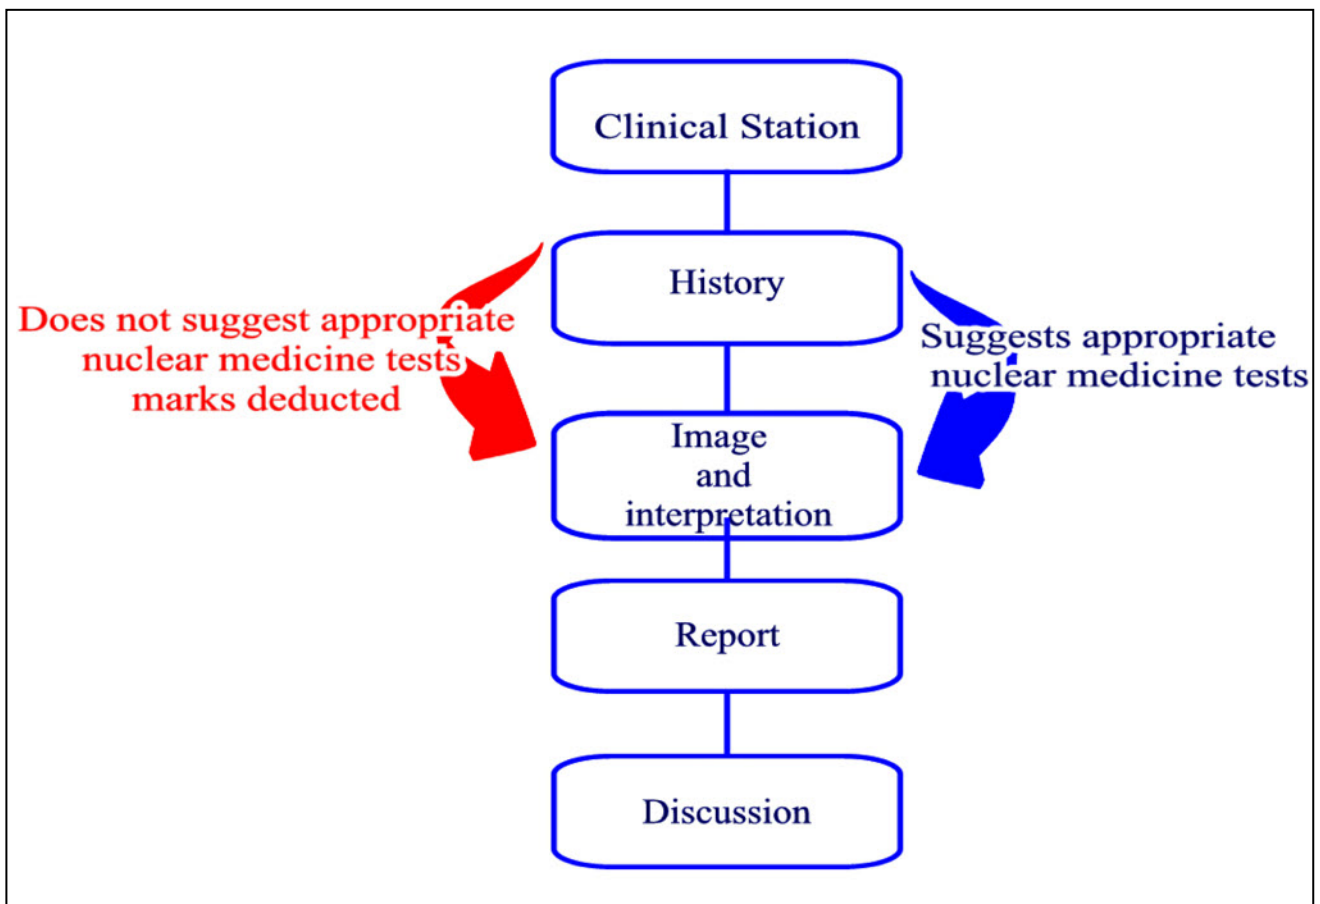 Clinical Station
History
Does not suggest appropriate
nuclear medicine tests
marks deducted
Suggests appropriate
nuclear medicine tests
Image
and
interpretation
Report
Discussion